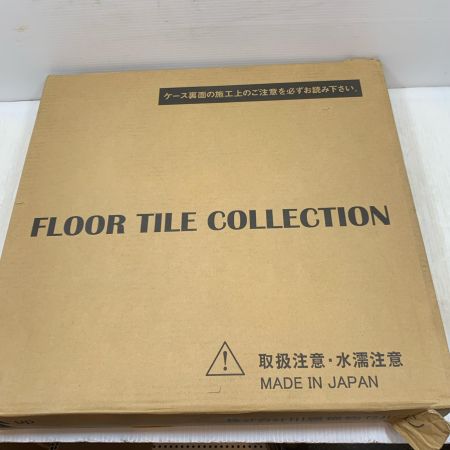 ケース裏面の施工上のご注意を必ずお読み下さい。
FLOOR TILE COLLECTION
取扱注意・水濡注意
MADE IN JAPAN